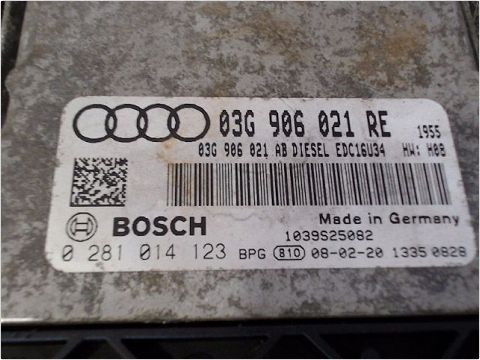 03G 906 021 RE 1955
03G 906 021 AB DIESEL EDC16U34 HW: H03
BOSCH
Made in Germany
1039S25082
0 281 014 123 BPG 810 08-02-20 1335 0828